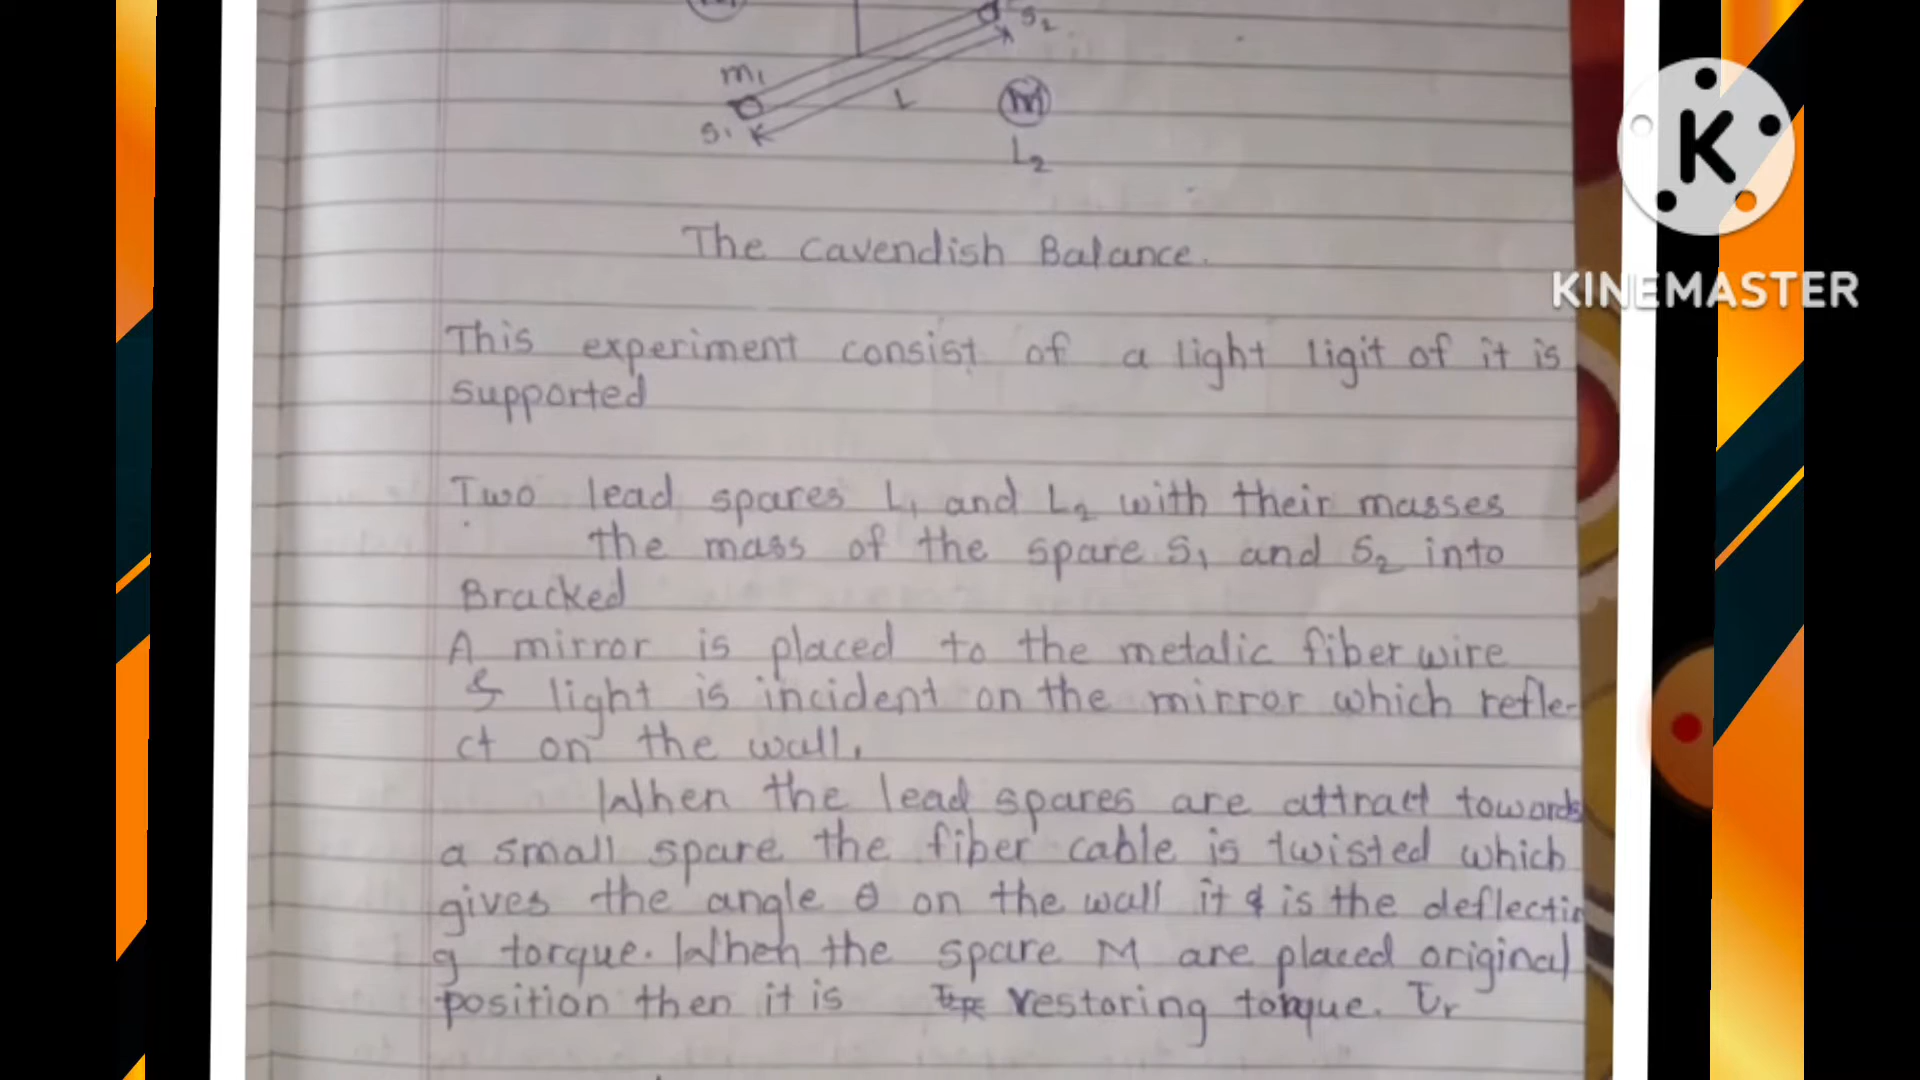 S₂
m₁
L
M
S₁
L₂
The Cavendish Balance.
This experiment consist of a light ligit of it is
supported
Two lead spares L₁ and L₂ with their masses
the mass of the spare S₁ and S₂ into
Bracked
A mirror is placed to the metalic fiber wire
& light is incident on the mirror which refle-
ct on the wall.
When the lead spares are attract towards
a small spare the fiber cable is twisted which
gives the angle θ on the wall it & is the deflectin
g torque. When the spare M are placed original
position then it is restoring torque. τr
K
KINEMASTER